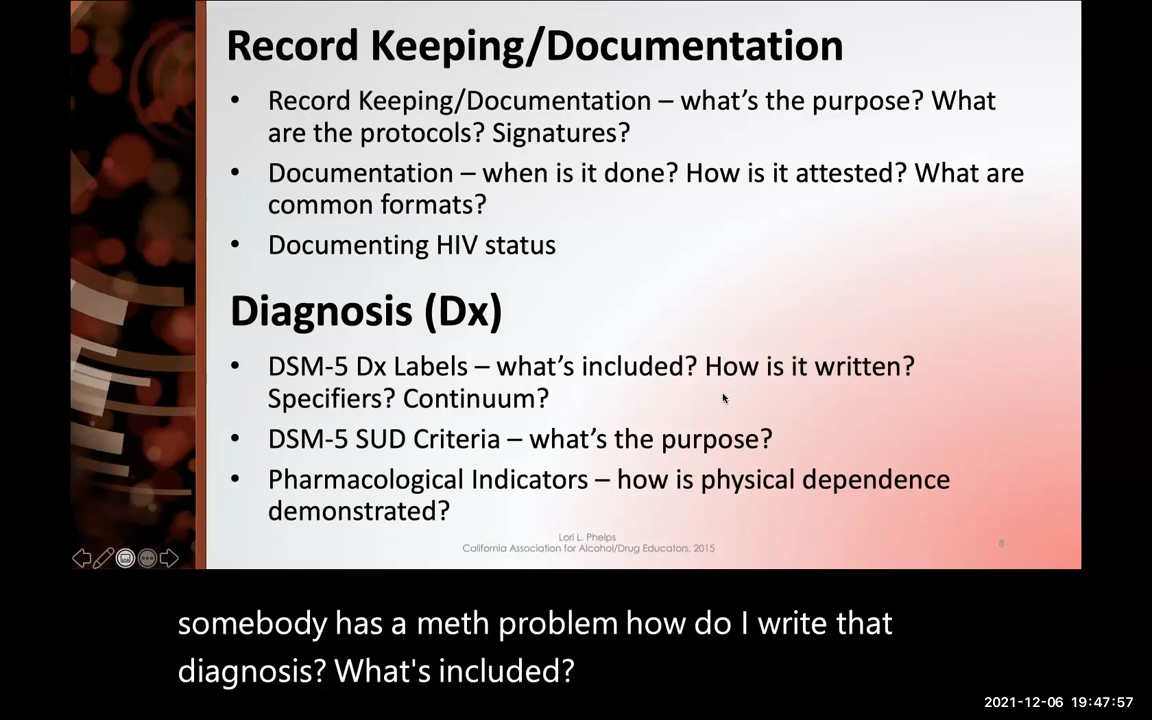 Record Keeping/Documentation
• Record Keeping/Documentation – what's the purpose? What
are the protocols? Signatures?
• Documentation – when is it done? How is it attested? What are
common formats?
• Documenting HIV status
Diagnosis (Dx)
• DSM-5 Dx Labels – what's included? How is it written?
Specifiers? Continuum?
• DSM-5 SUD Criteria – what's the purpose?
• Pharmacological Indicators – how is physical dependence
demonstrated?
Lori L. Phelps
California Association for Alcohol/Drug Educators, 2015
8
somebody has a meth problem how do I write that
diagnosis? What's included?
2021-12-06 19:47:57